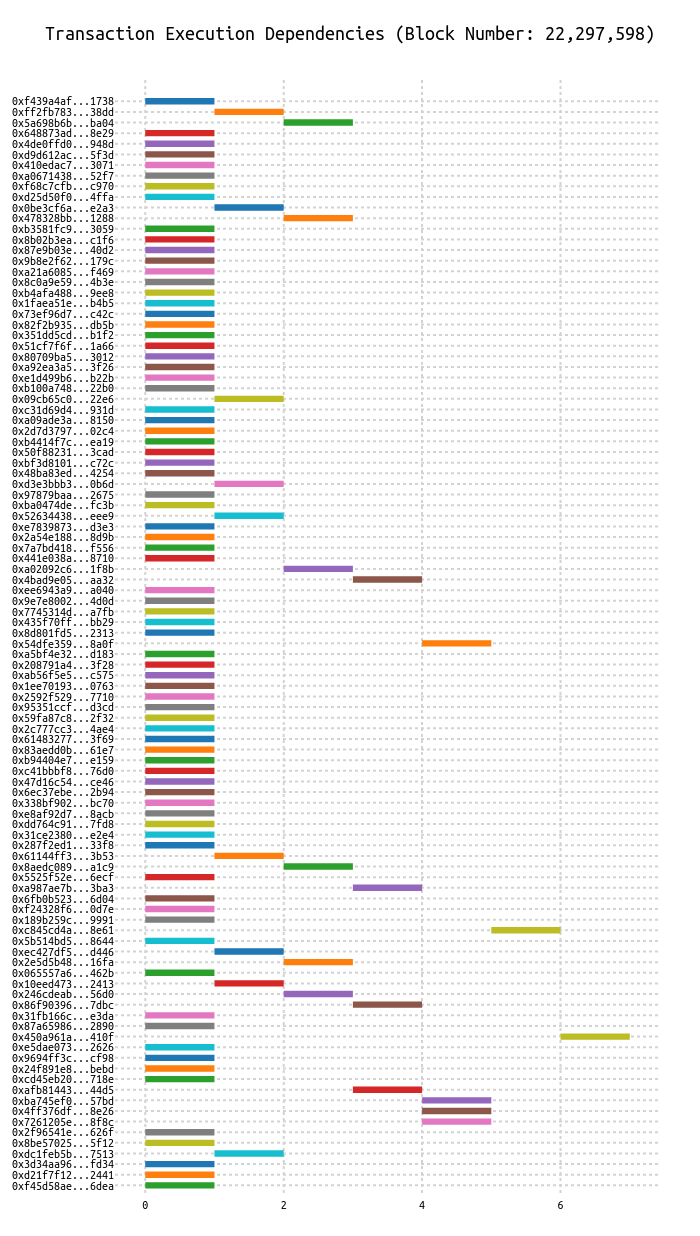 Transaction Execution Dependencies (Block Number: 22,297,598)
0xf439a4af...1738
0xff2fb783...38dd
0x5a698b6b...ba04
0x648873ad...8e29
0x4de0ffd0...948d
0xd9d612ac...5f3d
0x410edac7...3071
0xa0671438...52f7
0xf68c7cfb...c970
0xd25d50f0...4ffa
0x0be3cf6a...e2a3
0x478328bb...1288
0xb3581fc9...3059
0x8b02b3ea...c1f6
0x87e9b03e...40d2
0x9b8e2f62...179c
0xa21a6085...f469
0x8c0a9e59...4b3e
0xb4afa488...9ee8
0x1faea51e...b4b5
0x73ef96d7...c42c
0x82f2b935...db5b
0x351dd5cd...b1f2
0x51cf7f6f...1a66
0x80709ba5...3012
0xa92ea3a5...3f26
0xe1d499b6...b22b
0xb100a748...22b0
0x09cb65c0...22e6
0xc31d69d4...931d
0xa09ade3a...8150
0x2d7d3797...02c4
0xb4414f7c...ea19
0x50f88231...3cad
0xbf3d8101...c72c
0x48ba83ed...4254
0xd3e3bbb3...0b6d
0x97879baa...2675
0xba0474de...fc3b
0x52634438...eee9
0xe7839873...d3e3
0x2a54e188...8d9b
0x7a7bd418...f556
0x441e038a...8710
0xa02092c6...1f8b
0x4bad9e05...aa32
0xee6943a9...a040
0x9e7e8002...4d0d
0x7745314d...a7fb
0x435f70ff...bb29
0x8d801fd5...2313
0x54dfe359...8a0f
0xa5bf4e32...d183
0x208791a4...3f28
0xab56f5e5...c575
0x1ee70193...0763
0x2592f529...7710
0x95351ccf...d3cd
0x59fa87c8...2f32
0x2c777cc3...4ae4
0x61483277...3f69
0x83aedd0b...61e7
0xb94404e7...e159
0xc41bbbf8...76d0
0x47d16c54...ce46
0x6ec37ebe...2b94
0x338bf902...bc70
0xe8af92d7...8acb
0xdd764c91...7fd8
0x31ce2380...e2e4
0x287f2ed1...33f8
0x61144ff3...3b53
0x8aedc089...a1c9
0x5525f52e...6ecf
0xa987ae7b...3ba3
0x6fb0b523...6d04
0xf24328f6...0d7e
0x189b259c...9991
0xc845cd4a...8e61
0x5b514bd5...8644
0xec427df5...d446
0x2e5d5b48...16fa
0x065557a6...462b
0x10eed473...2413
0x246cdeab...56d0
0x86f90396...7dbc
0x31fb166c...e3da
0x87a65986...2890
0x450a961a...410f
0xe5dae073...2626
0x9694ff3c...cf98
0x24f891e8...bebd
0xcd45eb20...718e
0xafb81443...44d5
0xba745ef0...57bd
0x4ff376df...8e26
0x7261205e...8f8c
0x2f96541e...626f
0x8be57025...5f12
0xdc1feb5b...7513
0x3d34aa96...fd34
0xd21f7f12...2441
0xf45d58ae...6dea
0 2 4 6